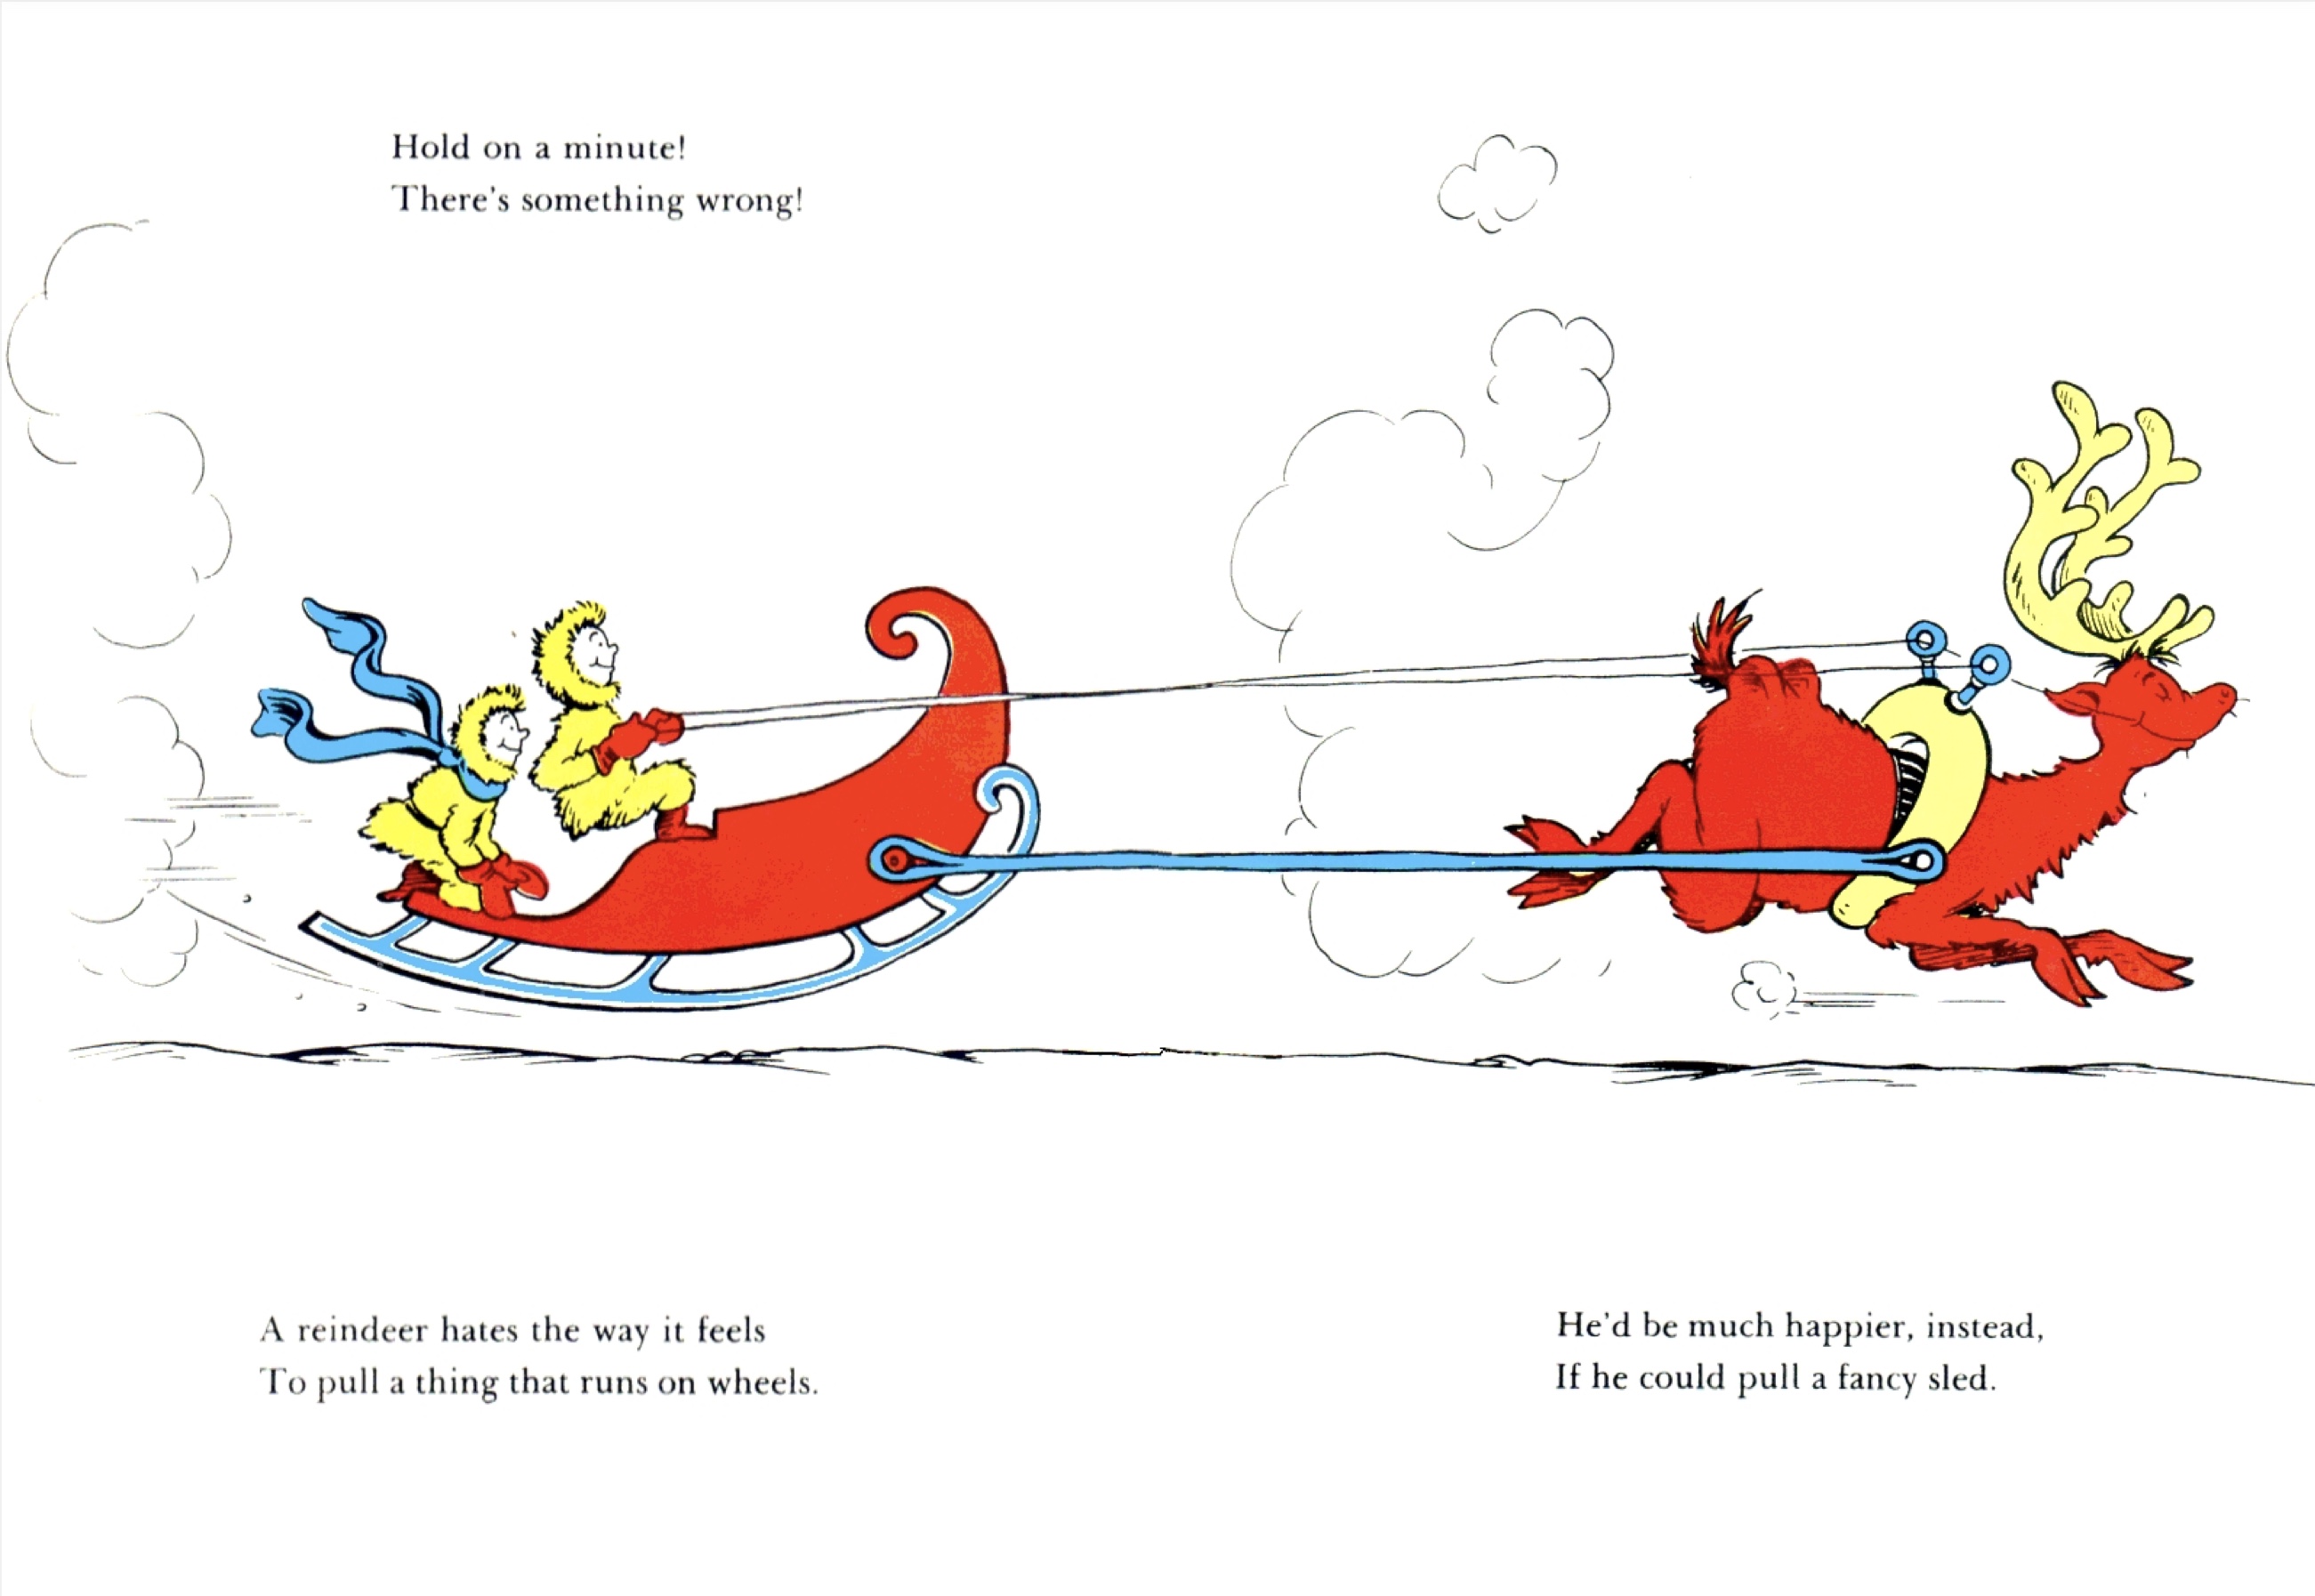 Hold on a minute!
There's something wrong!
A reindeer hates the way it feels
To pull a thing that runs on wheels.
He'd be much happier, instead,
If he could pull a fancy sled.